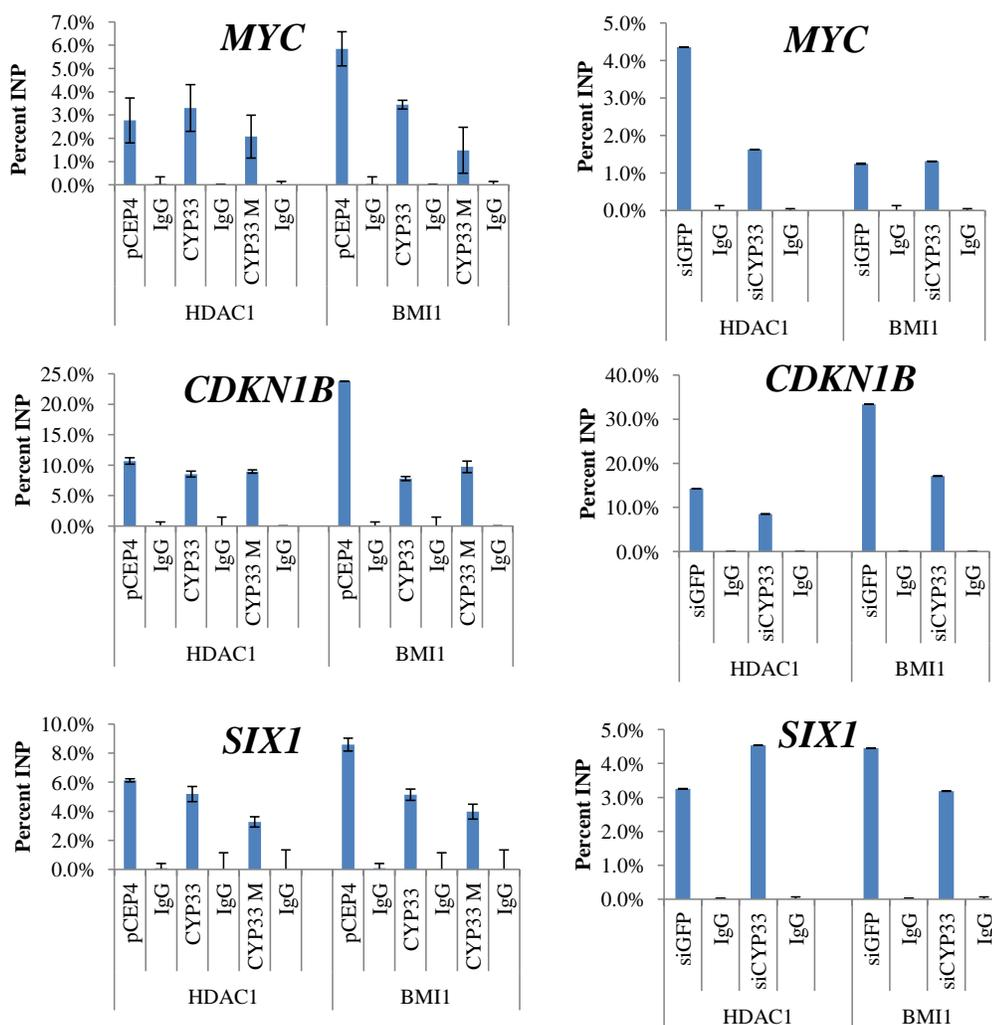 MYC
Percent INP
7.0%
6.0%
5.0%
4.0%
3.0%
2.0%
1.0%
0.0%
pCEP4
IgG
CYP33
IgG
CYP33 M
IgG
pCEP4
IgG
CYP33
IgG
CYP33 M
IgG
HDAC1
BMI1
MYC
Percent INP
5.0%
4.0%
3.0%
2.0%
1.0%
0.0%
siGFP
IgG
siCYP33
IgG
siGFP
IgG
siCYP33
IgG
HDAC1
BMI1
CDKN1B
Percent INP
25.0%
20.0%
15.0%
10.0%
5.0%
0.0%
pCEP4
IgG
CYP33
IgG
CYP33 M
IgG
pCEP4
IgG
CYP33
IgG
CYP33 M
IgG
HDAC1
BMI1
CDKN1B
Percent INP
40.0%
30.0%
20.0%
10.0%
0.0%
siGFP
IgG
siCYP33
IgG
siGFP
IgG
siCYP33
IgG
HDAC1
BMI1
SIX1
Percent INP
10.0%
8.0%
6.0%
4.0%
2.0%
0.0%
pCEP4
IgG
CYP33
IgG
CYP33 M
IgG
pCEP4
IgG
CYP33
IgG
CYP33 M
IgG
HDAC1
BMI1
SIX1
Percent INP
5.0%
4.0%
3.0%
2.0%
1.0%
0.0%
siGFP
IgG
siCYP33
IgG
siGFP
IgG
siCYP33
IgG
HDAC1
BMI1